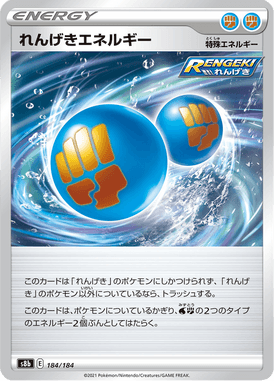 ENERGY
れんげきエネルギー
とくしゅ
特殊エネルギー
RENGEKI
れんげき
このカードは「れんげき」のポケモンにしかつけられず、「れんげき」の
ポケモン以外についているなら、トラッシュする。
このカードは、ポケモンについているかぎり、の2つのタイプの
エネルギー2個ぶんとしてはたらく。
s8b E 184/184
©2021 Pokémon/Nintendo/Creatures/GAME FREAK.